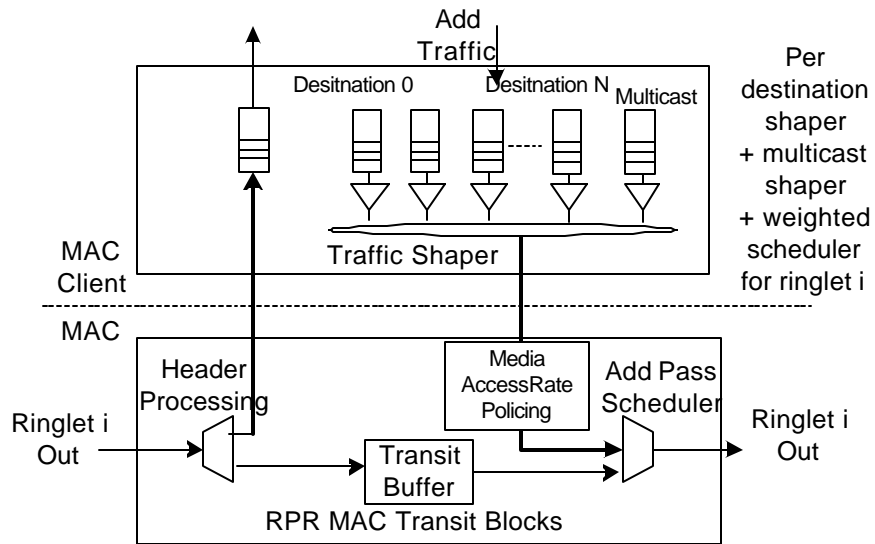 Add
Traffic
Desitnation 0
Desitnation N
Multicast
Per
destination
shaper
+ multicast
shaper
+ weighted
scheduler
for ringlet i
Traffic Shaper
MAC
Client
MAC
Header
Processing
Media
AccessRate
Policing
Add Pass
Scheduler
Ringlet i
Out
Transit
Buffer
Ringlet i
Out
RPR MAC Transit Blocks